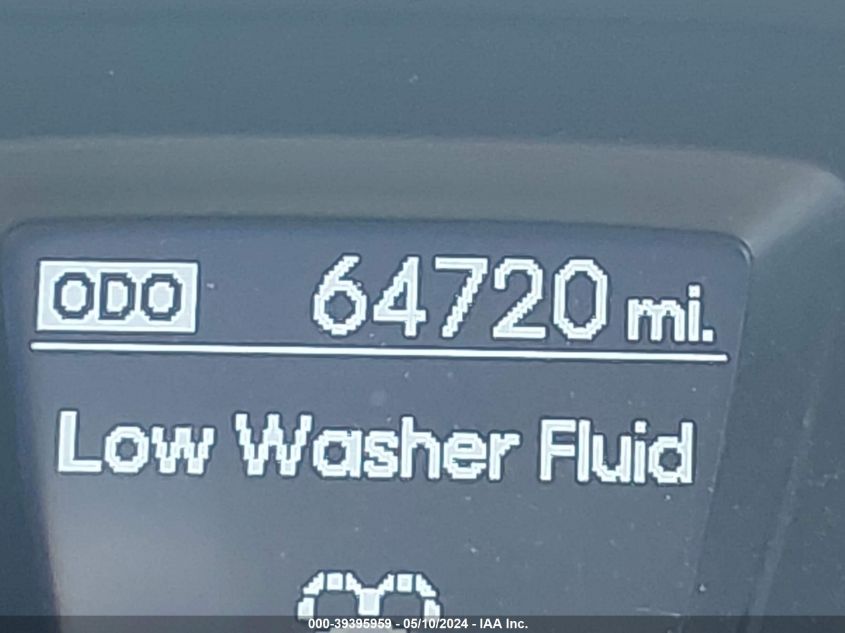 ODO 64720 mi.
Low Washer Fluid
000-39395959 - 05/10/2024 - IAA Inc.